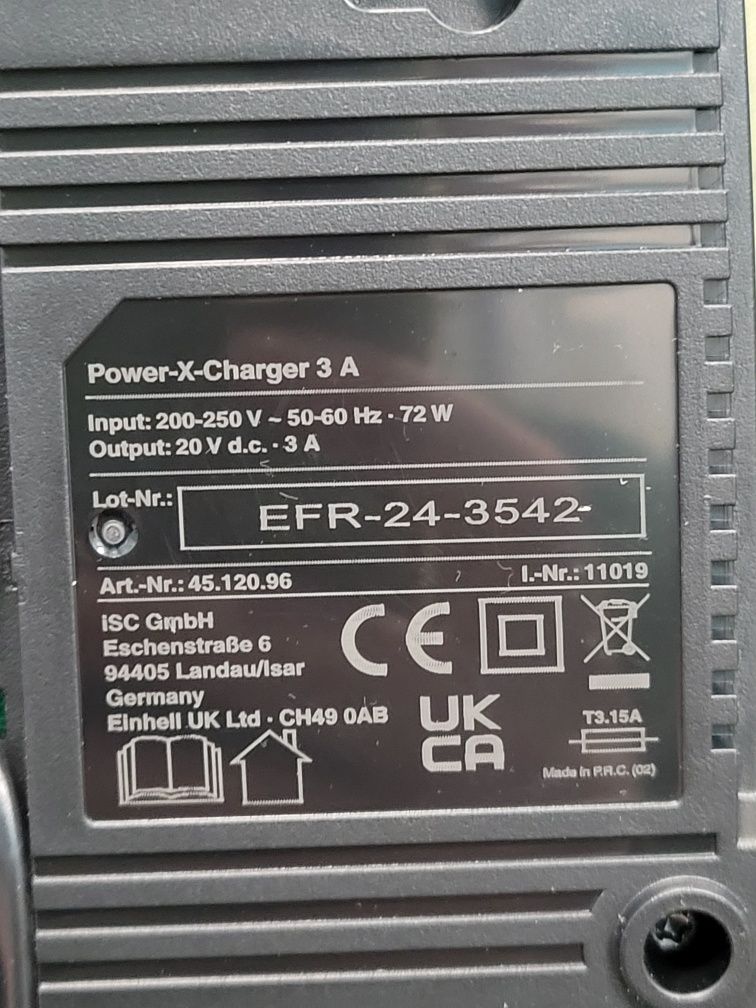 Power-X-Charger 3 A
Input: 200-250 V ~ 50-60 Hz · 72 W
Output: 20 V d.c. · 3 A
Lot-Nr.: EFR-24-3542-
Art.-Nr.: 45.120.96 I.-Nr.: 11019
iSC GmbH
Eschenstraße 6
94405 Landau/Isar
Germany
Einhell UK Ltd · CH49 0AB
CE
UK
CA
T3.15A
Made in P.R.C. (02)